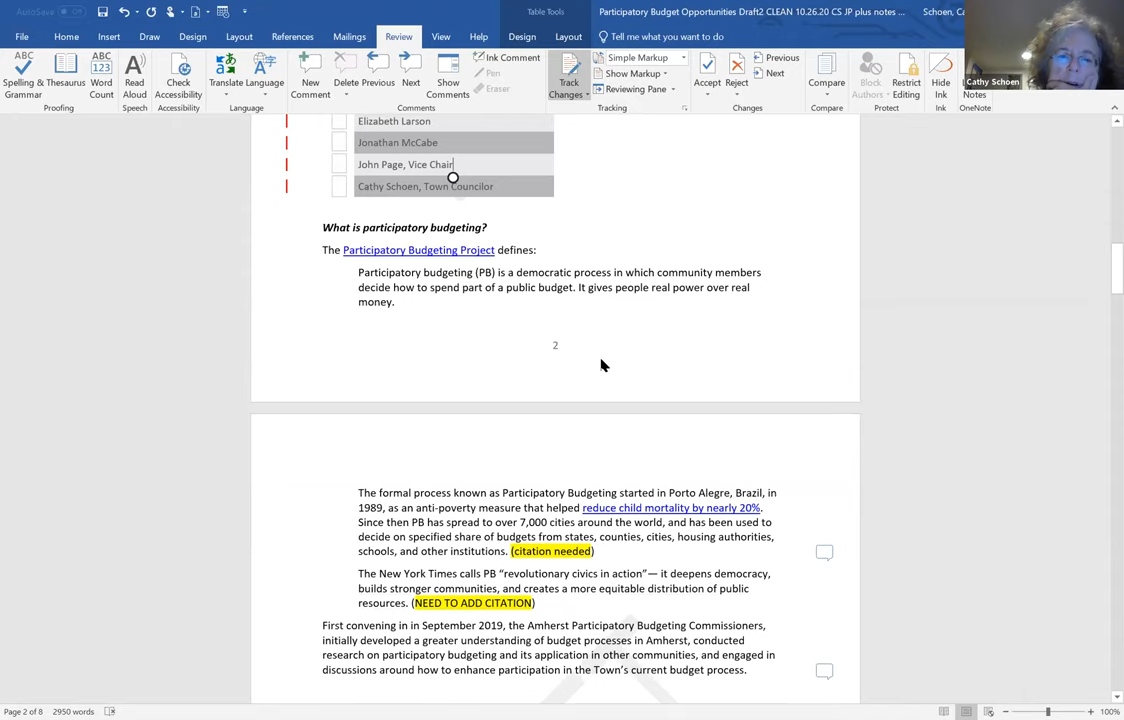 AutoSave Off
Table Tools
Participatory Budget Opportunities Draft2 CLEAN 10.26.20 CS JP plus notes ...
Schoen, Ca
File Home Insert Draw Design Layout References Mailings Review View Help Design Layout Tell me what you want to do
Spelling & Grammar
Thesaurus
Word Count
Proofing
Read Aloud
Speech
Check Accessibility
Accessibility
Translate
Language
Language
New Comment
Delete
Previous
Next
Show Comments
Ink Comment
Pen
Eraser
Comments
Track Changes
Simple Markup
Show Markup
Reviewing Pane
Tracking
Accept
Reject
Previous
Next
Changes
Compare
Compare
Block Authors
Restrict Editing
Protect
Hide Ink
Ink
Notes
OneNote
Cathy Schoen
Elizabeth Larson
Jonathan McCabe
John Page, Vice Chair
Cathy Schoen, Town Councilor
What is participatory budgeting?
The Participatory Budgeting Project defines:
Participatory budgeting (PB) is a democratic process in which community members
decide how to spend part of a public budget. It gives people real power over real
money.
2
The formal process known as Participatory Budgeting started in Porto Alegre, Brazil, in
1989, as an anti-poverty measure that helped reduce child mortality by nearly 20%.
Since then PB has spread to over 7,000 cities around the world, and has been used to
decide on specified share of budgets from states, counties, cities, housing authorities,
schools, and other institutions. (citation needed)
The New York Times calls PB “revolutionary civics in action”— it deepens democracy,
builds stronger communities, and creates a more equitable distribution of public
resources. (NEED TO ADD CITATION)
First convening in in September 2019, the Amherst Participatory Budgeting Commissioners,
initially developed a greater understanding of budget processes in Amherst, conducted
research on participatory budgeting and its application in other communities, and engaged in
discussions around how to enhance participation in the Town’s current budget process.
Page 2 of 8 2950 words
100%